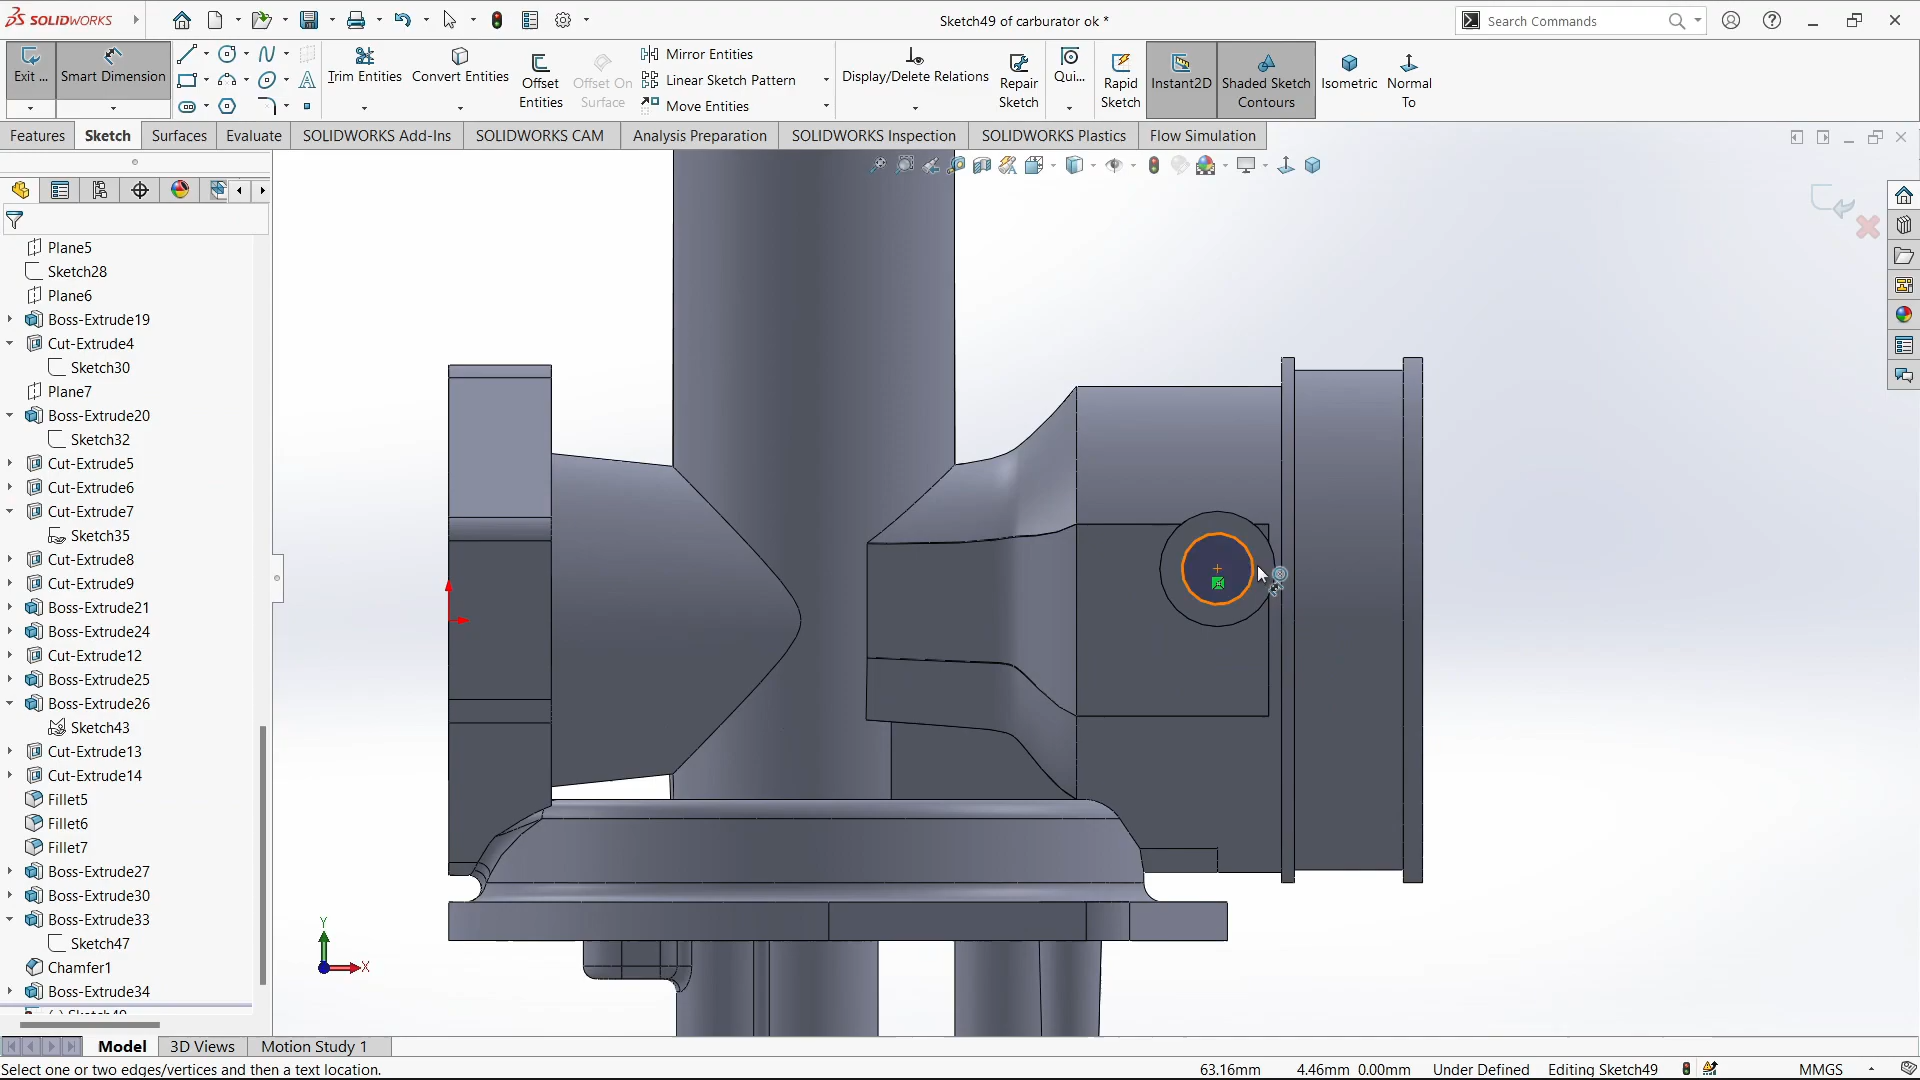 SOLIDWORKS
Sketch49 of carburator ok *
Search Commands
Exit ...
Smart Dimension
Trim Entities
Convert Entities
Offset Entities
Offset On Surface
Mirror Entities
Linear Sketch Pattern
Move Entities
Display/Delete Relations
Repair Sketch
Qui...
Rapid Sketch
Instant2D
Shaded Sketch Contours
Isometric
Normal To
Features
Sketch
Surfaces
Evaluate
SOLIDWORKS Add-Ins
SOLIDWORKS CAM
Analysis Preparation
SOLIDWORKS Inspection
SOLIDWORKS Plastics
Flow Simulation
Plane5
Sketch28
Plane6
Boss-Extrude19
Cut-Extrude4
Sketch30
Plane7
Boss-Extrude20
Sketch32
Cut-Extrude5
Cut-Extrude6
Cut-Extrude7
Sketch35
Cut-Extrude8
Cut-Extrude9
Boss-Extrude21
Boss-Extrude24
Cut-Extrude12
Boss-Extrude25
Boss-Extrude26
Sketch43
Cut-Extrude13
Cut-Extrude14
Fillet5
Fillet6
Fillet7
Boss-Extrude27
Boss-Extrude30
Boss-Extrude33
Sketch47
Chamfer1
Boss-Extrude34
(-) Sketch49
Y
X
Model
3D Views
Motion Study 1
Select one or two edges/vertices and then a text location.
63.16mm
4.46mm
0.00mm
Under Defined
Editing Sketch49
MMGS